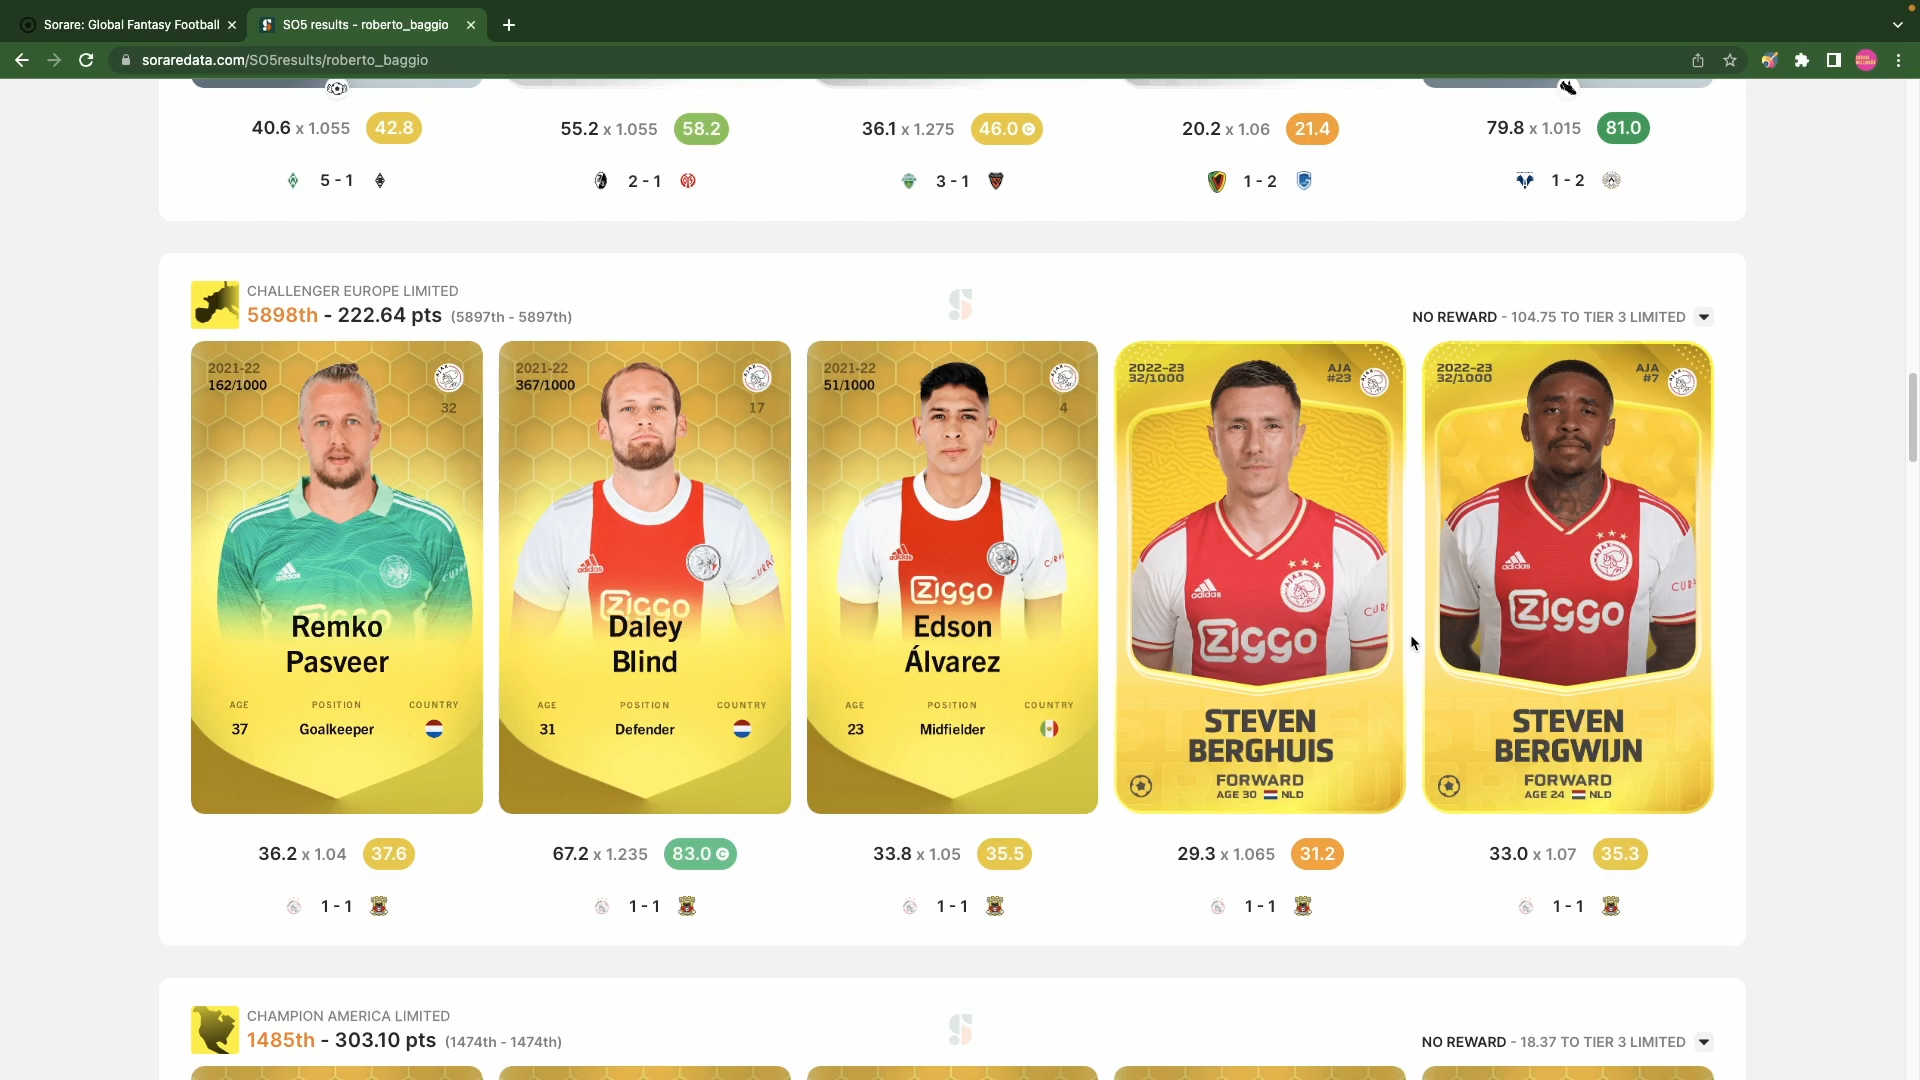 Sorare: Global Fantasy Football
SO5 results - roberto_baggio
soraredata.com/SO5results/roberto_baggio
40.6 x 1.055 42.8
55.2 x 1.055 58.2
36.1 x 1.275 46.0 C
20.2 x 1.06 21.4
79.8 x 1.015 81.0
5 - 1
2 - 1
3 - 1
1 - 2
1 - 2
CHALLENGER EUROPE LIMITED
5898th - 222.64 pts (5897th - 5897th)
NO REWARD - 104.75 TO TIER 3 LIMITED
2021-22
162/1000
32
Remko
Pasveer
AGE POSITION COUNTRY
37 Goalkeeper
2021-22
367/1000
17
adidas
Ziggo
Daley
Blind
AGE POSITION COUNTRY
31 Defender
2021-22
51/1000
4
Ziggo
Edson
Álvarez
AGE POSITION COUNTRY
23 Midfielder
2022-23 AJA
32/1000 #23
adidas
Ziggo
STEVEN
BERGHUIS
FORWARD
AGE 30 NLD
2022-23 AJA
32/1000 #7
adidas
Ziggo
STEVEN
BERGWIJN
FORWARD
AGE 24 NLD
36.2 x 1.04 37.6
67.2 x 1.235 83.0 C
33.8 x 1.05 35.5
29.3 x 1.065 31.2
33.0 x 1.07 35.3
1 - 1
1 - 1
1 - 1
1 - 1
1 - 1
CHAMPION AMERICA LIMITED
1485th - 303.10 pts (1474th - 1474th)
NO REWARD - 18.37 TO TIER 3 LIMITED